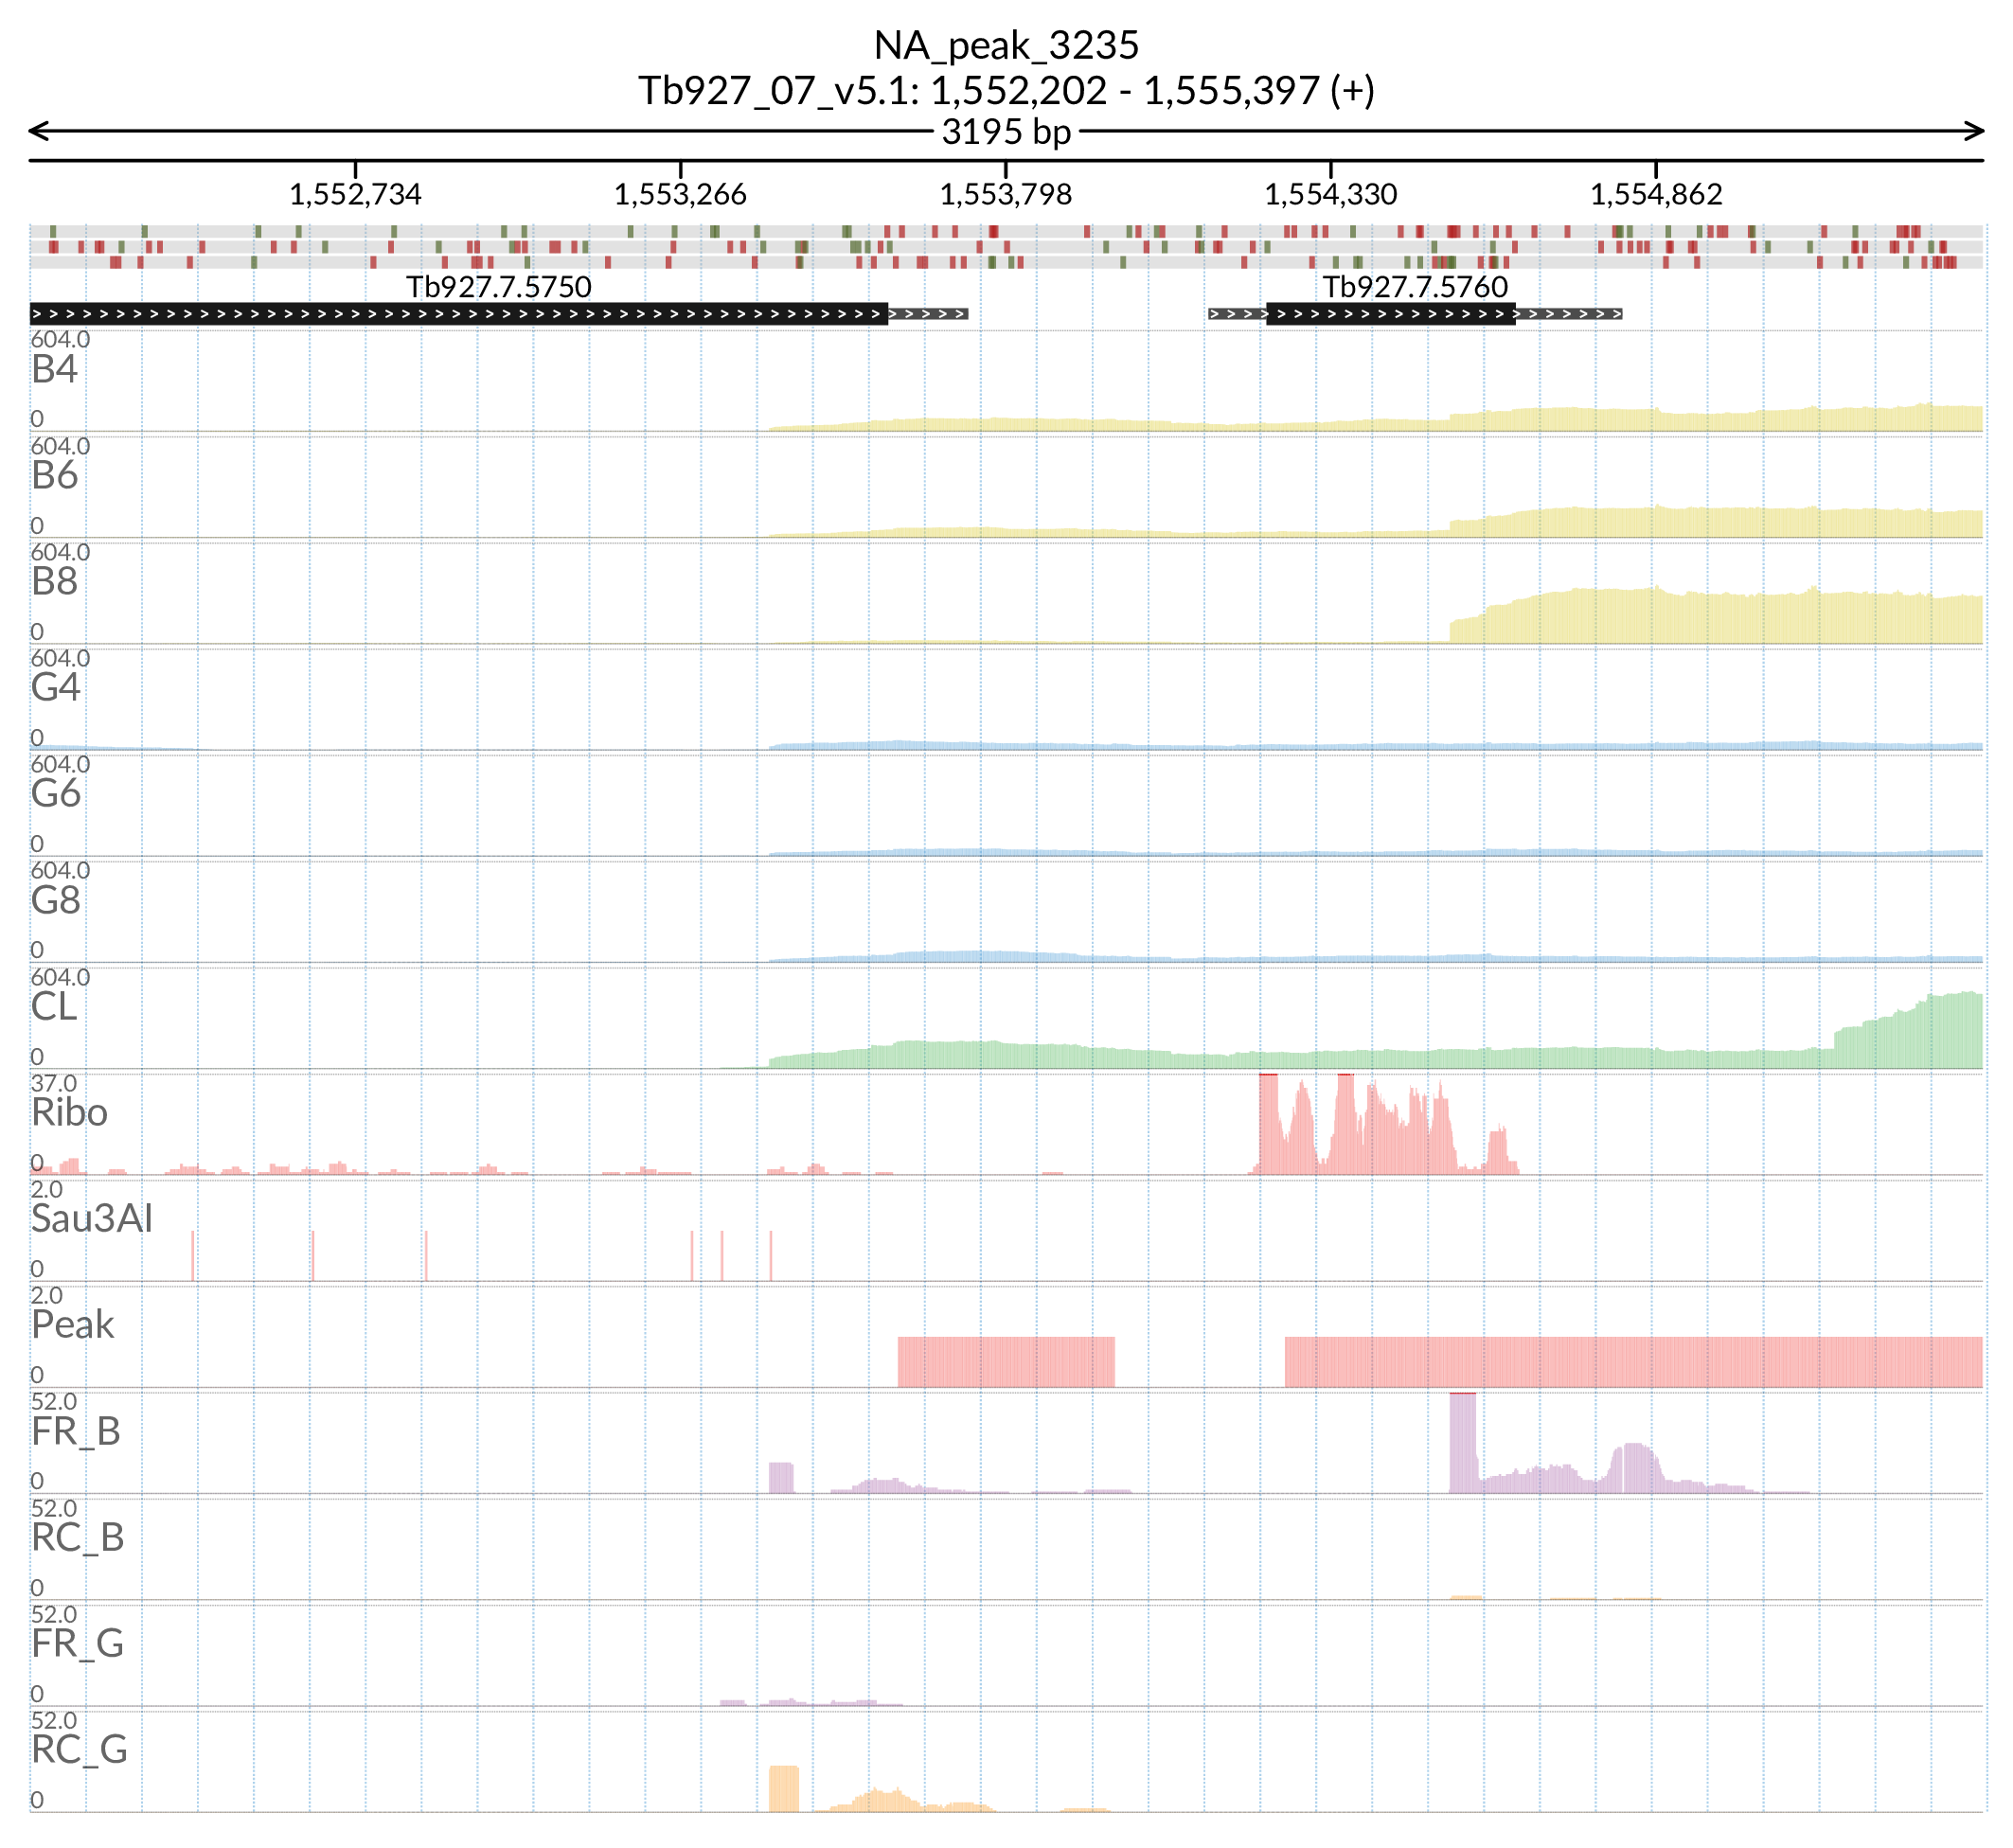 NA_peak_3235
Tb927_07_v5.1: 1,552,202 - 1,555,397 (+)
3195 bp
1,552,734 1,553,266 1,553,798 1,554,330 1,554,862
Tb927.7.5750 Tb927.7.5760
604.0
B4
0
604.0
B6
0
604.0
B8
0
604.0
G4
0
604.0
G6
0
604.0
G8
0
604.0
CL
0
37.0
Ribo
0
2.0
Sau3AI
0
2.0
Peak
0
52.0
FR_B
0
52.0
RC_B
0
52.0
FR_G
0
52.0
RC_G
0